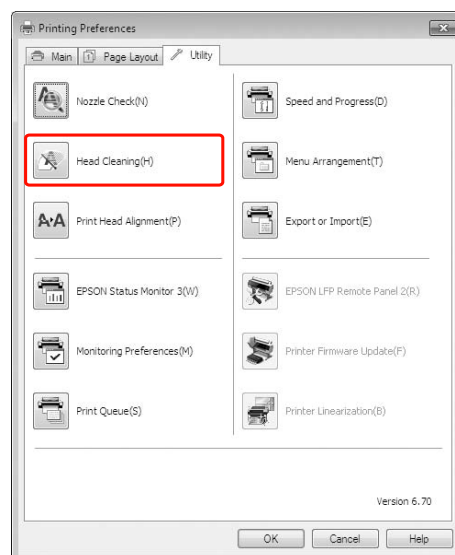 Printing Preferences
Main
Page Layout
Utility
Nozzle Check(N)
Speed and Progress(D)
Head Cleaning(H)
Menu Arrangement(T)
Print Head Alignment(P)
Export or Import(E)
EPSON Status Monitor 3(W)
EPSON LFP Remote Panel 2(R)
Monitoring Preferences(M)
Printer Firmware Update(F)
Print Queue(S)
Printer Linearization(B)
Version 6.70
OK
Cancel
Help